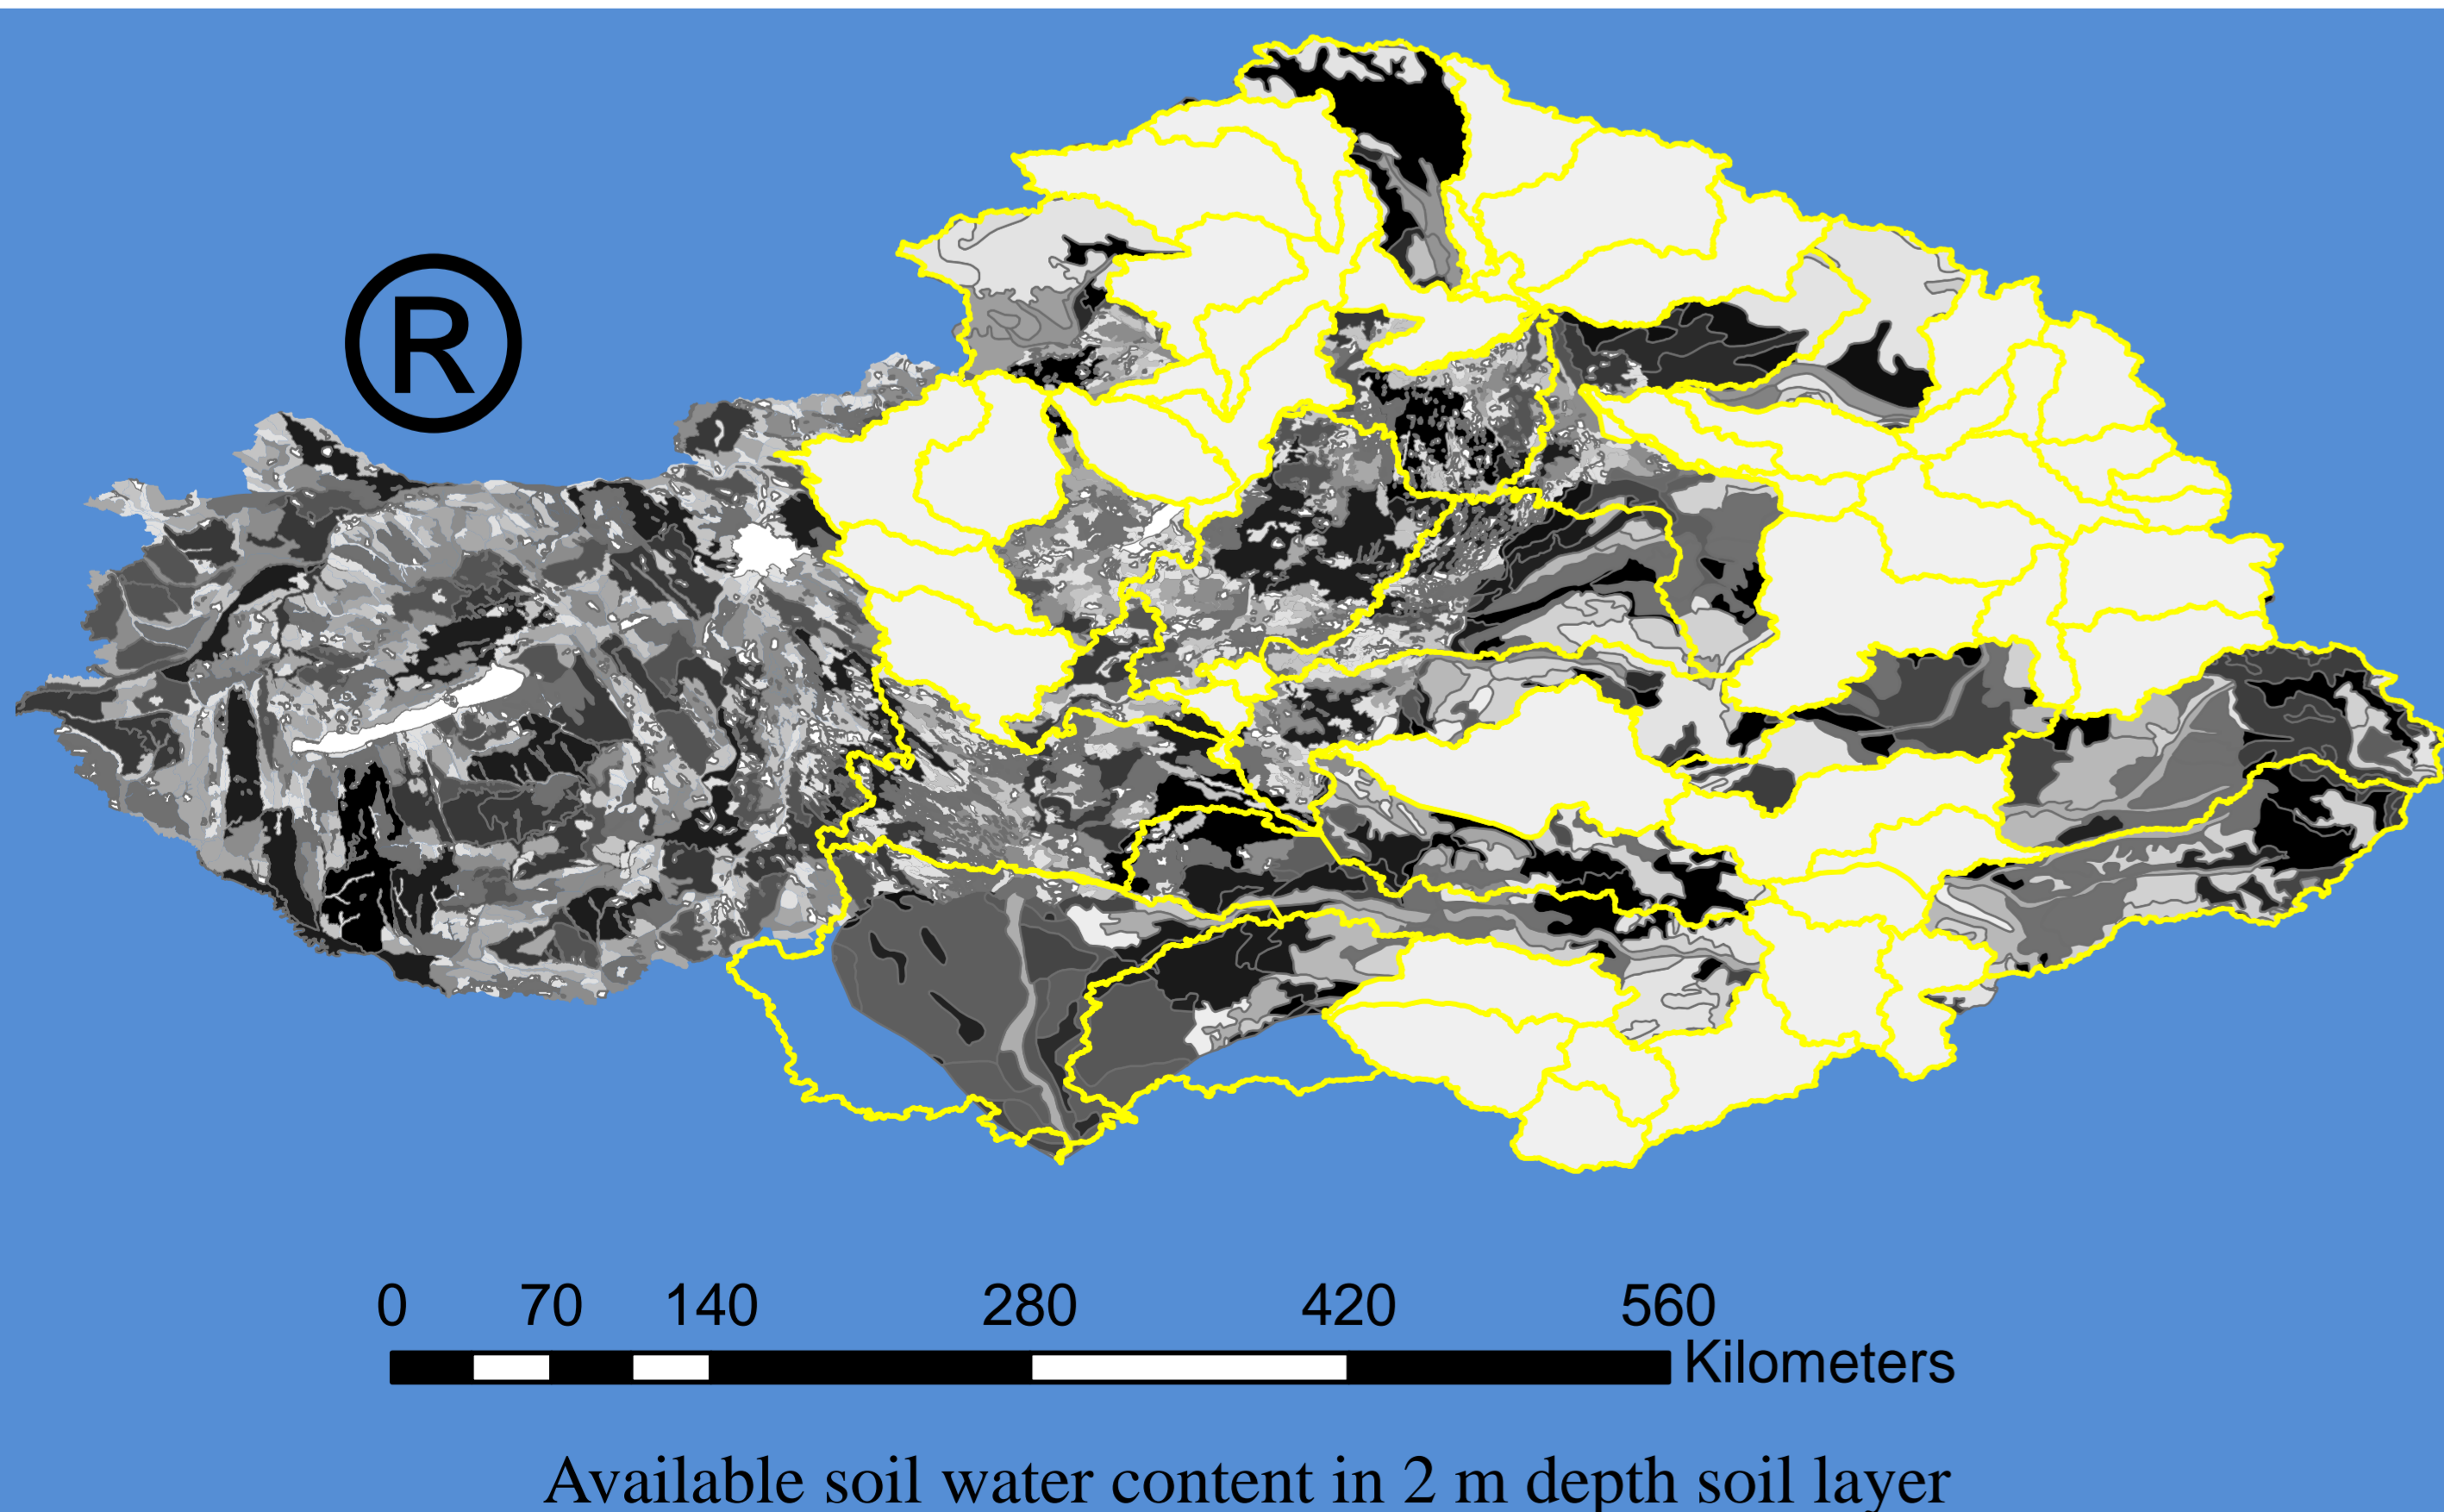 ®
0 70 140 280 420 560
Kilometers
Available soil water content in 2 m depth soil layer